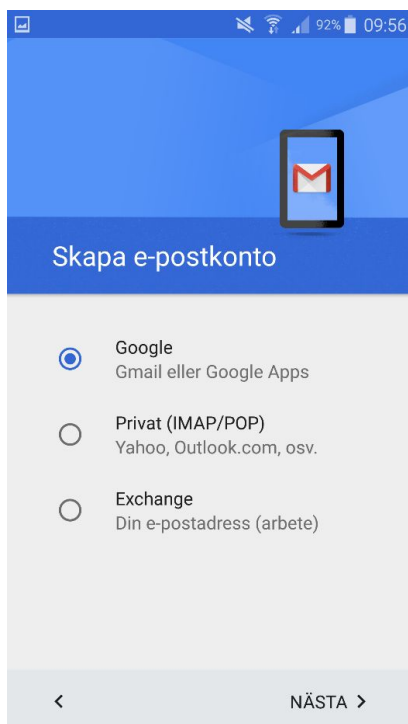 92% 09:56
Skapa e-postkonto
Google
Gmail eller Google Apps
Privat (IMAP/POP)
Yahoo, Outlook.com, osv.
Exchange
Din e-postadress (arbete)
NÄSTA